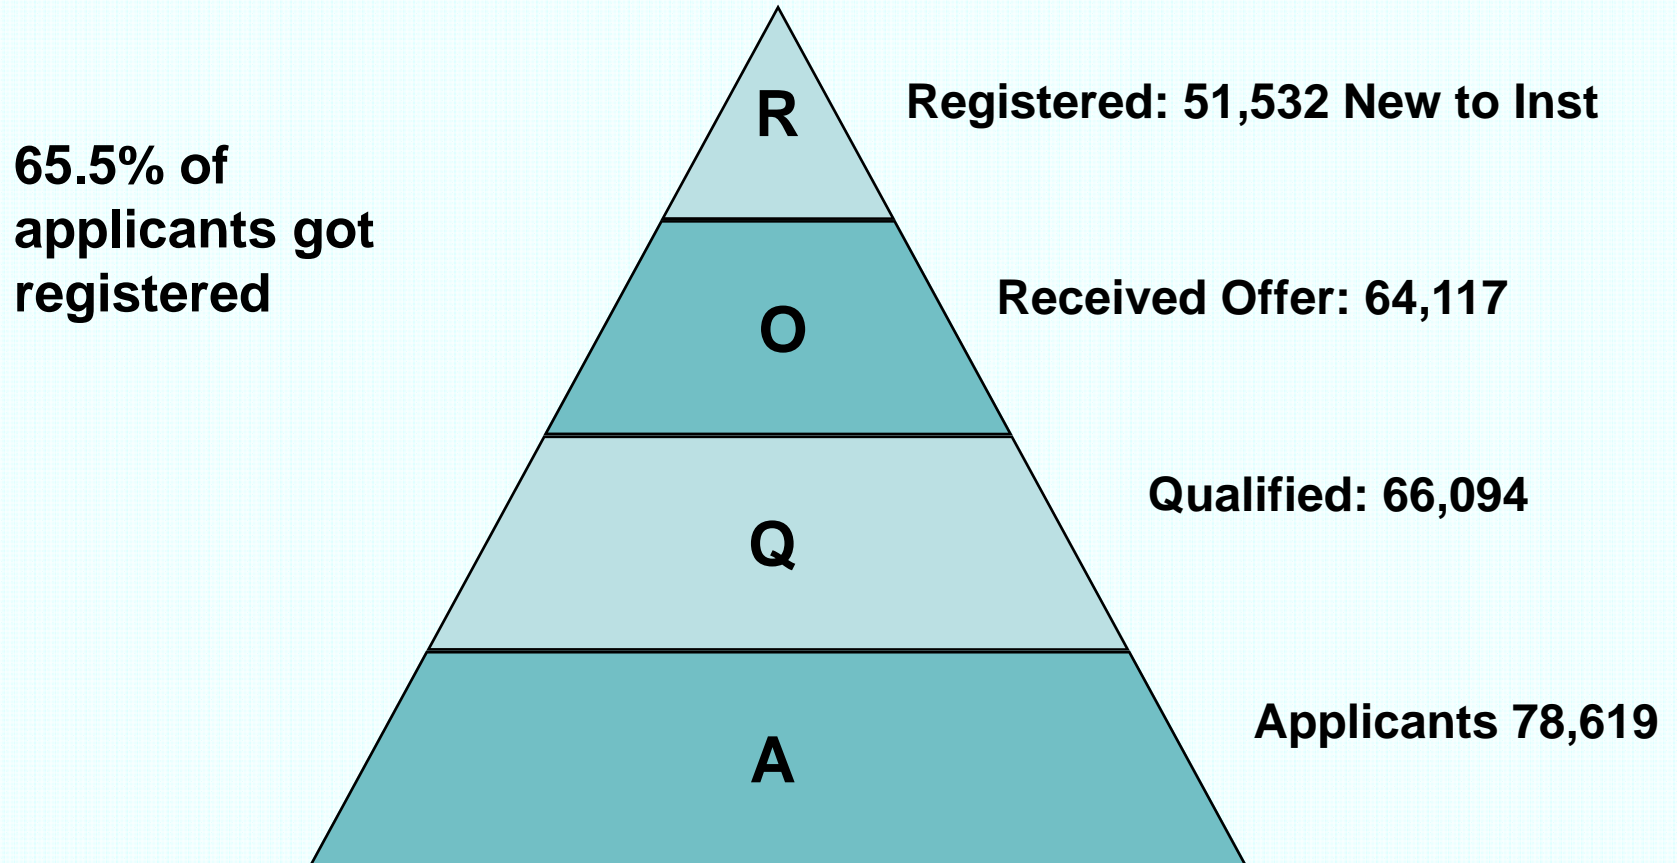 R
Registered: 51,532 New to Inst
65.5% of
applicants got
registered
O
Received Offer: 64,117
Q
Qualified: 66,094
A
Applicants 78,619